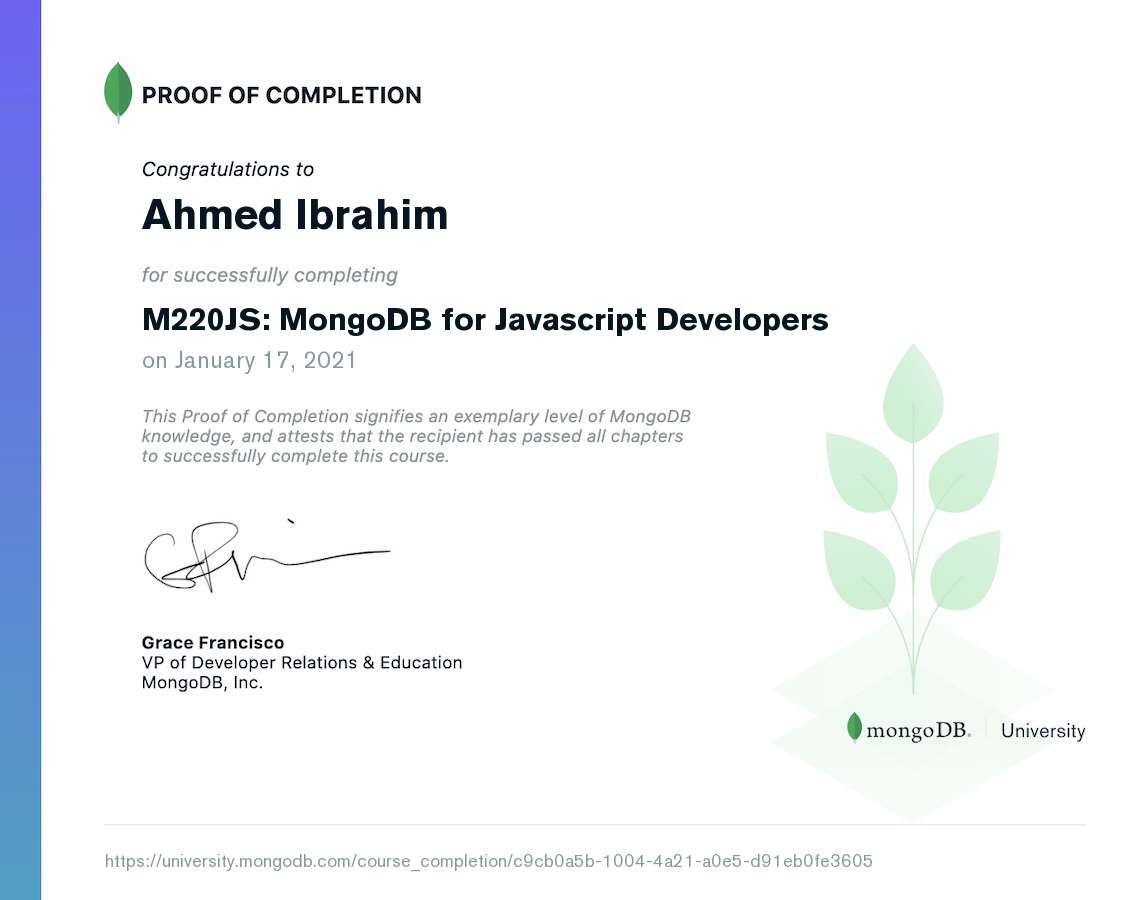 PROOF OF COMPLETION
Congratulations to
Ahmed Ibrahim
for successfully completing
M220JS: MongoDB for Javascript Developers
on January 17, 2021
This Proof of Completion signifies an exemplary level of MongoDB
knowledge, and attests that the recipient has passed all chapters
to successfully complete this course.
Grace Francisco
VP of Developer Relations & Education
MongoDB, Inc.
mongoDB. University
https://university.mongodb.com/course_completion/c9cb0a5b-1004-4a21-a0e5-d91eb0fe3605